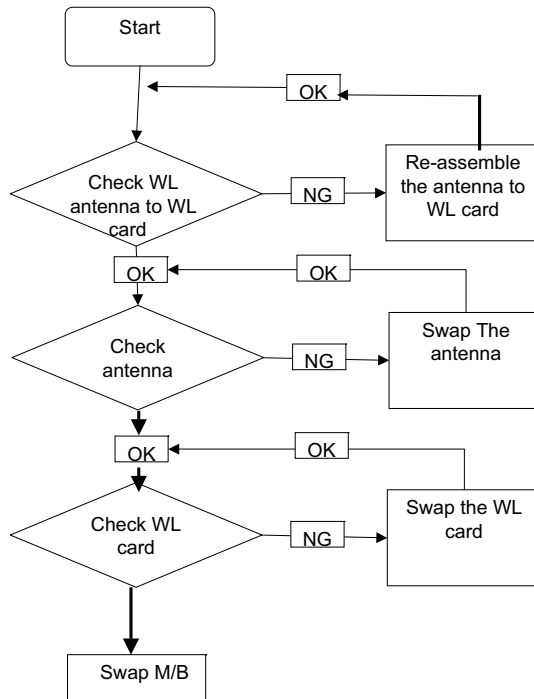 Start
OK
Check WL
antenna to WL
card
NG
Re-assemble
the antenna to
WL card
OK
OK
Check
antenna
NG
Swap The
antenna
OK
OK
Check WL
card
NG
Swap the WL
card
Swap M/B